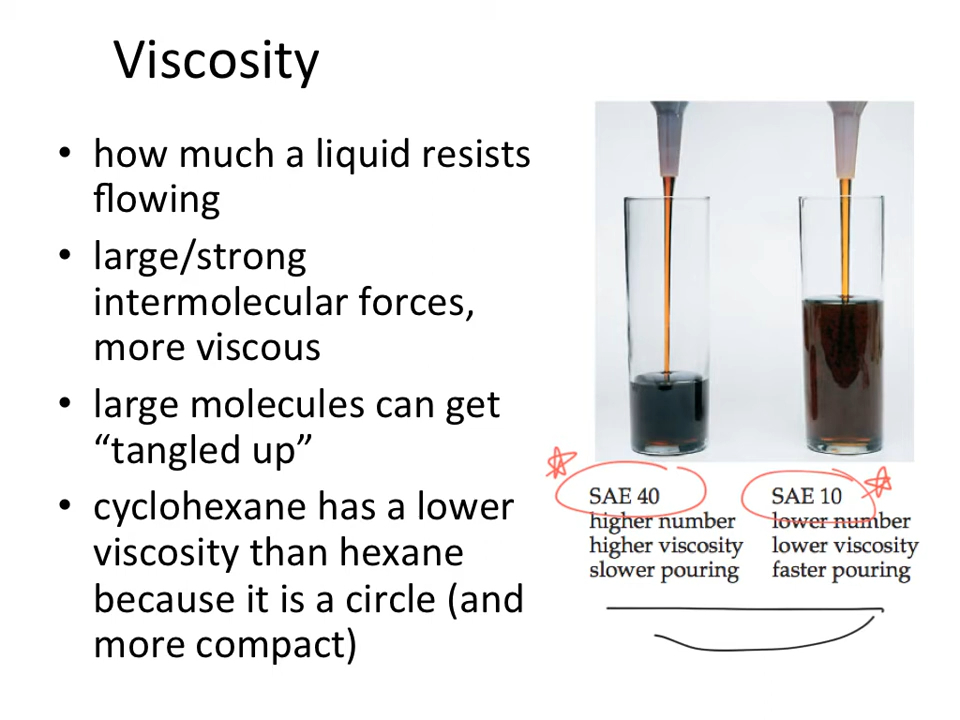 Viscosity
• how much a liquid resists
flowing
• large/strong
intermolecular forces,
more viscous
• large molecules can get
“tangled up”
• cyclohexane has a lower
viscosity than hexane
because it is a circle (and
more compact)
SAE 40
higher number
higher viscosity
slower pouring
SAE 10
lower number
lower viscosity
faster pouring